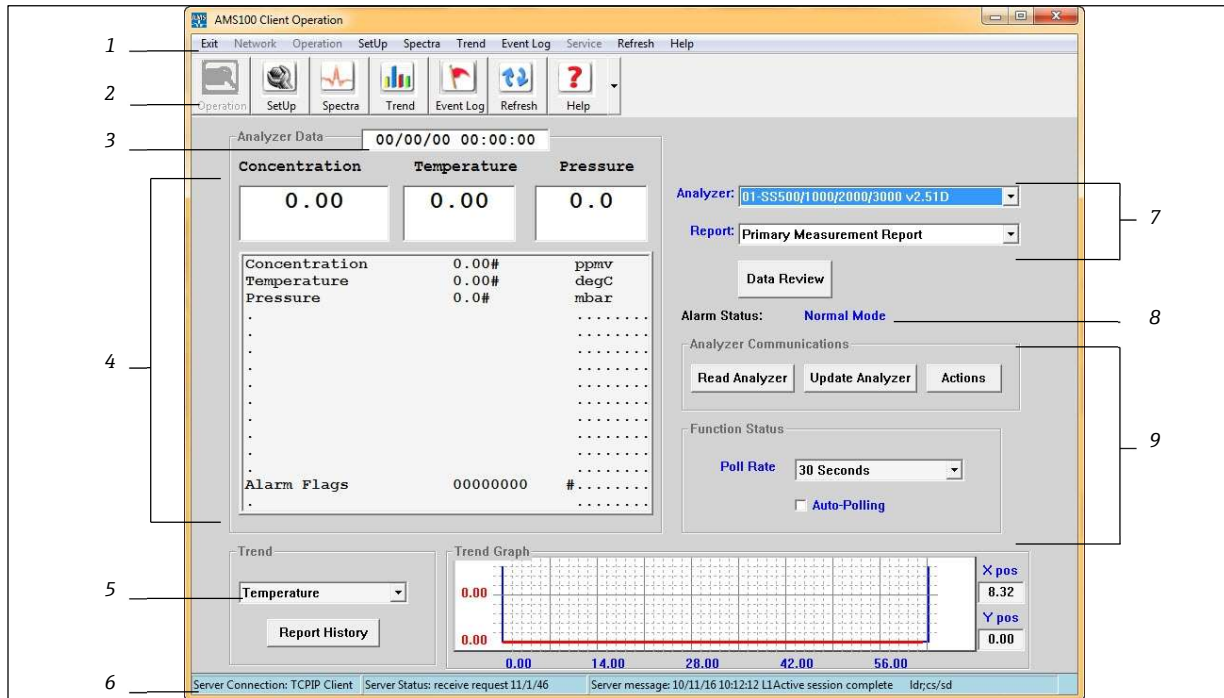 AMS100 Client Operation
Exit Network Operation SetUp Spectra Trend Event Log Service Refresh Help
1
Operation SetUp Spectra Trend Event Log Refresh Help
2
3
Analyzer Data 00/00/00 00:00:00
Concentration Temperature Pressure
0.00 0.00 0.0
Concentration 0.00# ppmv
Temperature 0.00# degC
Pressure 0.0# mbar
. ........
. ........
. ........
. ........
. ........
. ........
. ........
. ........
. ........
. ........
Alarm Flags 00000000 #........
. ........
4
Analyzer: 01-SS500/1000/2000/3000 v2.51D
Report: Primary Measurement Report
7
Data Review
Alarm Status: Normal Mode
8
Analyzer Communications
Read Analyzer Update Analyzer Actions
Function Status
Poll Rate 30 Seconds
Auto-Polling
9
Trend
Temperature
Report History
5
Trend Graph
0.00
0.00
0.00 14.00 28.00 42.00 56.00
X pos
8.32
Y pos
0.00
6
Server Connection: TCPIP Client Server Status: receive request 11/1/46 Server message: 10/11/16 10:12:12 L1Active session complete ldr;cs/sd